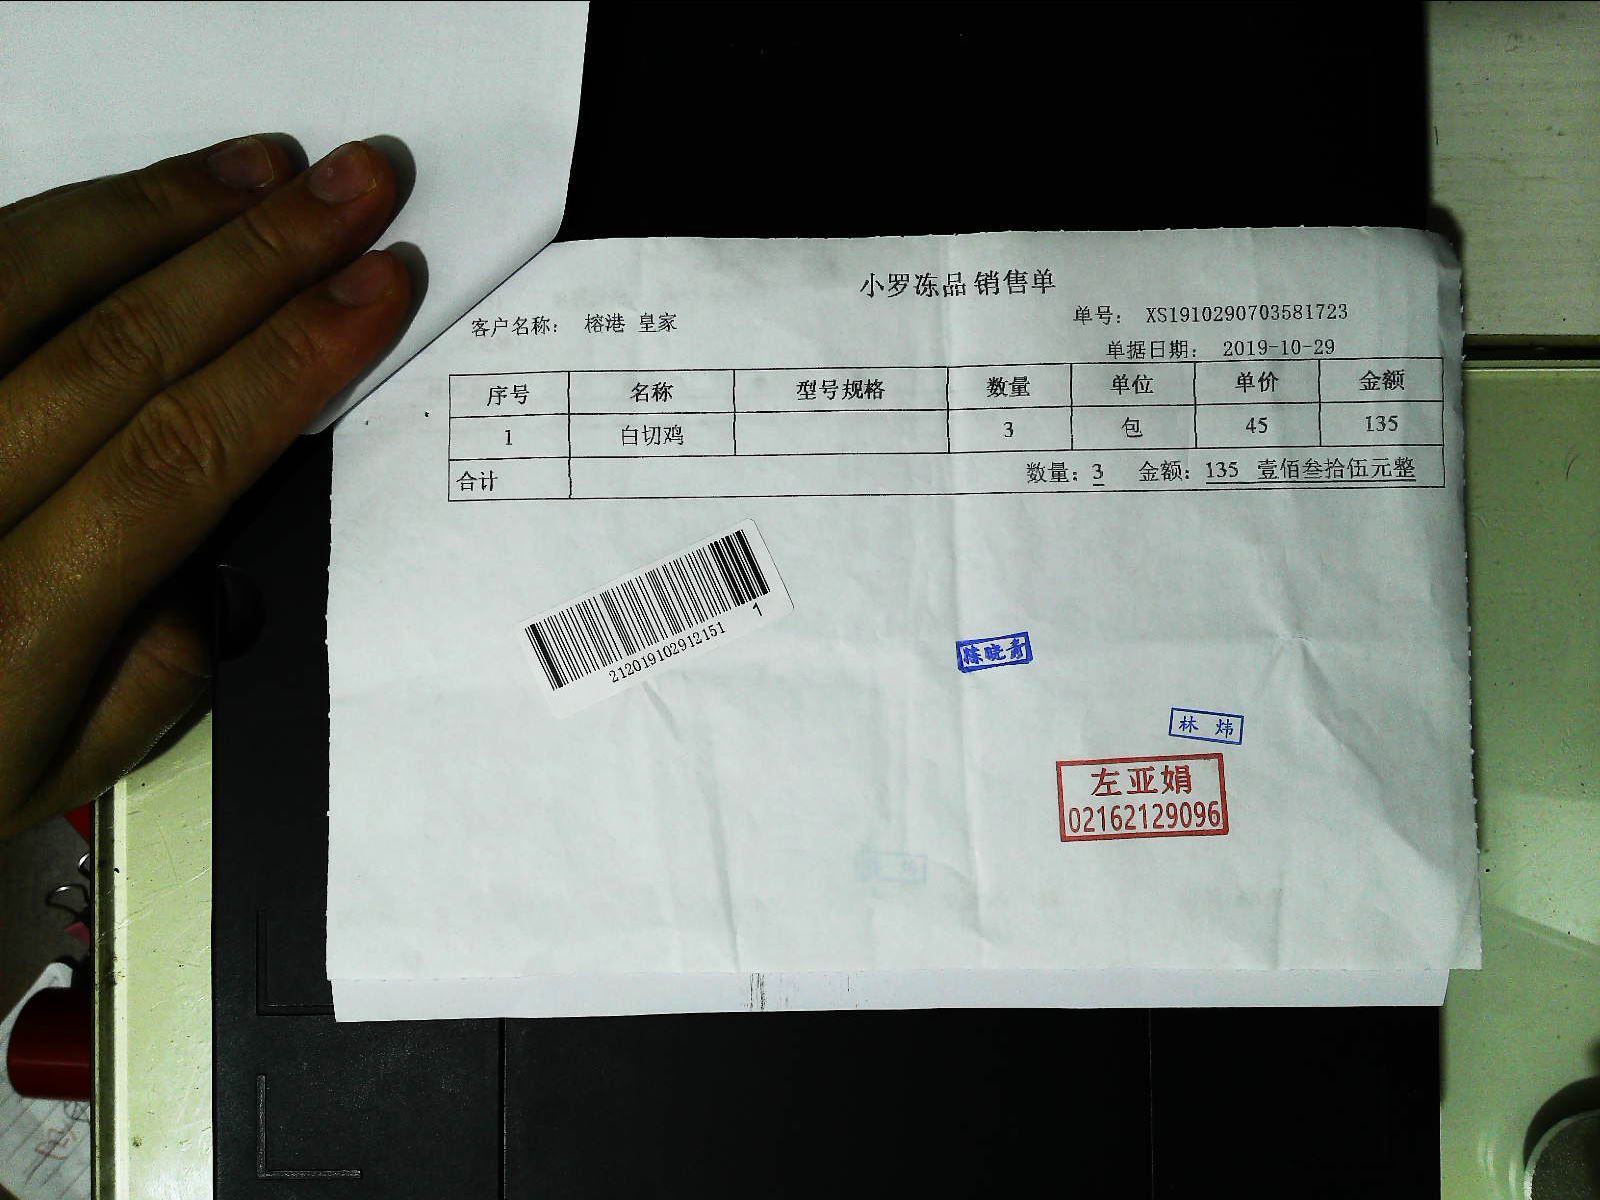 小罗冻品 销售单
客户名称： 榕港 皇家
单号： XS1910290703581723
单据日期： 2019-10-29
序号 名称 型号规格 数量 单位 单价 金额
1 白切鸡 3 包 45 135
合计 数量：3 金额：135 壹佰叁拾伍元整
1
212019102912151
陈晓青
林 炜
左亚娟
02162129096